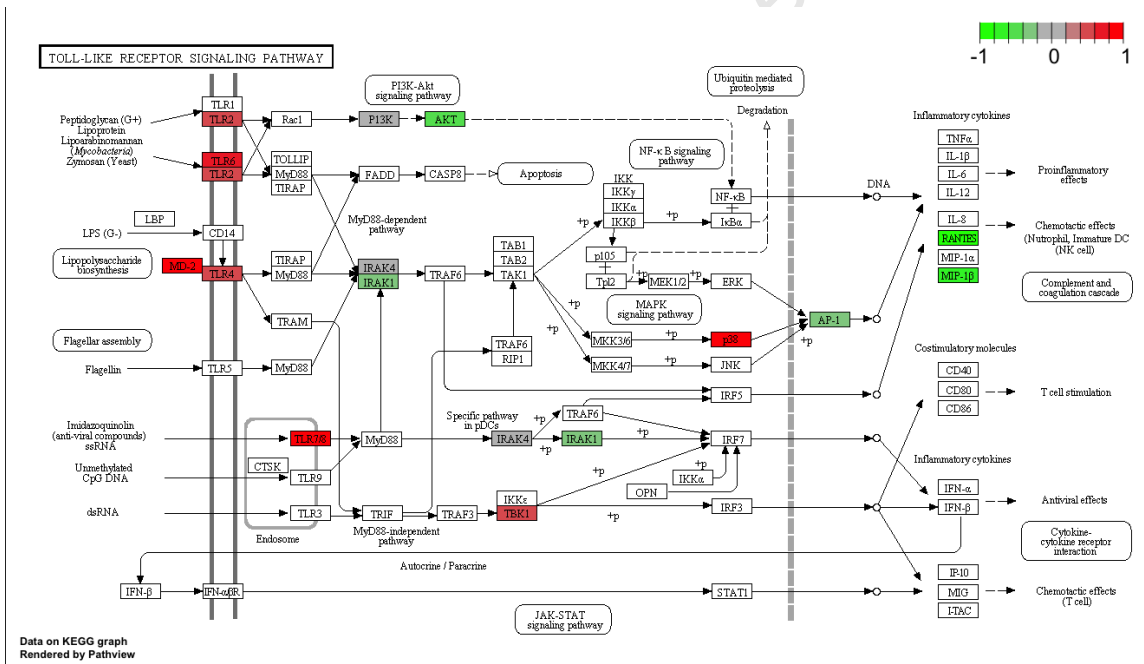 -1 0 1
TOLL-LIKE RECEPTOR SIGNALING PATHWAY
PI3K-Akt
signaling pathway
Ubiquitin mediated
proteolysis
Degradation
Peptidoglycan (G+)
Lipoprotein
Lipoarabinomannan
(Mycobacteria)
Zymosan (Yeast)
TLR1
TLR2
Rac1
PI3K
AKT
TLR6
TLR2
TOLLIP
MyD88
TIRAP
FADD
CASP8
Apoptosis
NF-κB signaling
pathway
IKK
IKKγ
IKKα
IKKβ
+p
+p
NF-κB
IκBα
DNA
Inflammatory cytokines
TNFα
IL-1β
IL-6
IL-12
Proinflammatory
effects
IL-8
RANTES
MIP-1α
MIP-1β
Chemotactic effects
(Nutrophil, Immature DC
(NK cell)
Complement and
coagulation cascade
LBP
LPS (G-)
CD14
MyD88-dependent
pathway
Lipopolysaccharide
biosynthesis
MD-2
TLR4
TIRAP
MyD88
IRAK4
IRAK1
TRAF6
TAB1
TAB2
TAK1
p105
Tpl2
+p
MEK1/2
+p
ERK
MAPK
signaling pathway
TRAM
+p
+p
MKK3/6
+p
p38
AP-1
+p
Flagellar assembly
TRAF6
RIP1
MKK4/7
+p
JNK
Flagellin
TLR5
MyD88
Costimulatory molecules
CD40
CD80
CD86
T cell stimulation
IRF5
Imidazoquinolin
(anti-viral compounds)
ssRNA
TLR7/8
MyD88
Specific pathway
in pDCs
IRAK4
+p
+p
TRAF6
IRAK1
+p
IRF7
Unmethylated
CpG DNA
CTSK
TLR9
IKKα
+p
+p
OPN
Inflammatory cytokines
IFN-α
IFN-β
Antiviral effects
dsRNA
TLR3
TRIF
TRAF3
IKKε
TBK1
+p
IRF3
Endosome
MyD88-independent
pathway
Cytokine-
cytokine receptor
interaction
Autocrine / Paracrine
IFN-β
IFN-αβR
STAT1
IP-10
MIG
I-TAC
Chemotactic effects
(T cell)
JAK-STAT
signaling pathway
Data on KEGG graph
Rendered by Pathview